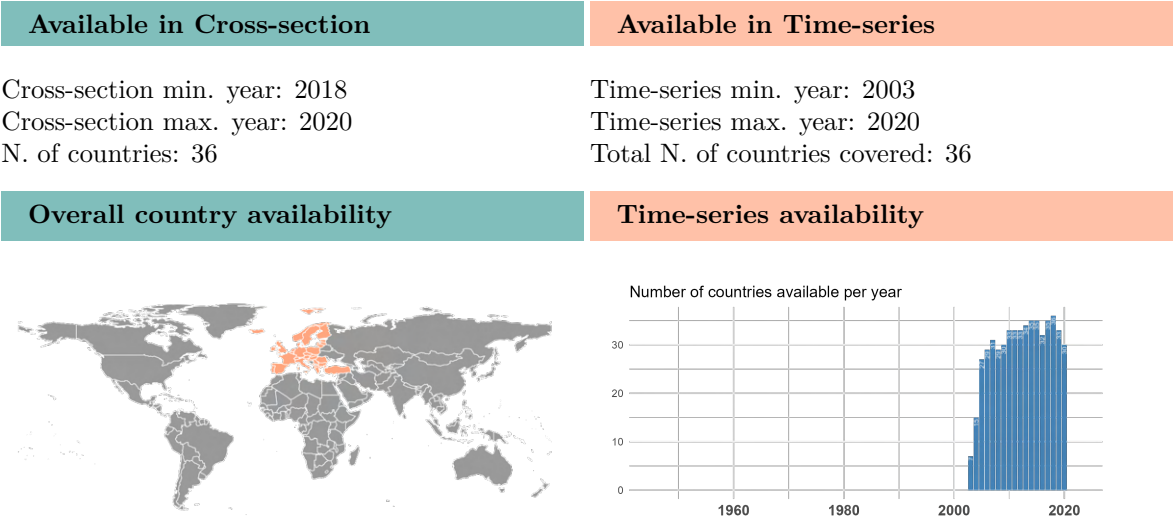 Available in Cross-section
Cross-section min. year: 2018
Cross-section max. year: 2020
N. of countries: 36
Available in Time-series
Time-series min. year: 2003
Time-series max. year: 2020
Total N. of countries covered: 36
Overall country availability
Time-series availability
Number of countries available per year
30
20
10
0
1960 1980 2000 2020